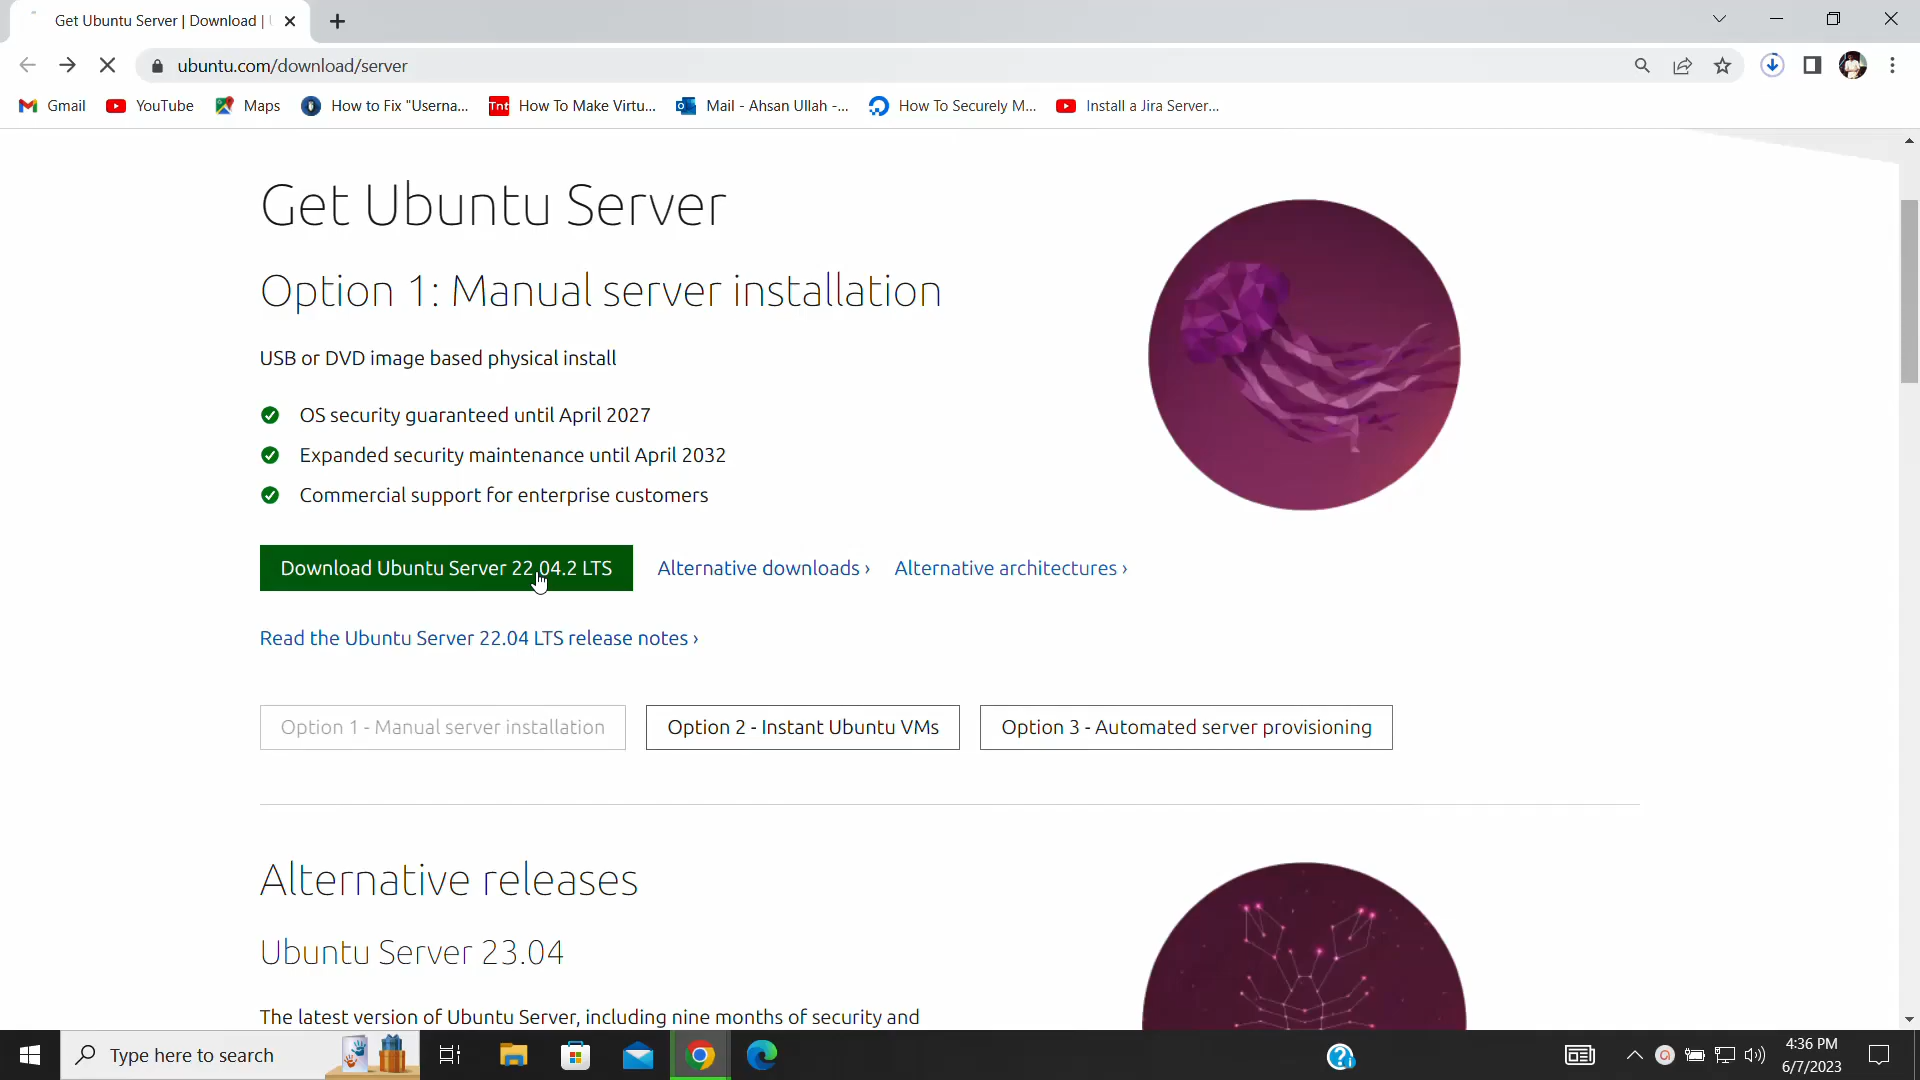 Get Ubuntu Server | Download |
ubuntu.com/download/server
Gmail
YouTube
Maps
How to Fix "Userna...
Tnt
How To Make Virtu...
Mail - Ahsan Ullah -...
How To Securely M...
Install a Jira Server...
Get Ubuntu Server
Option 1: Manual server installation
USB or DVD image based physical install
OS security guaranteed until April 2027
Expanded security maintenance until April 2032
Commercial support for enterprise customers
Download Ubuntu Server 22.04.2 LTS
Alternative downloads ›
Alternative architectures ›
Read the Ubuntu Server 22.04 LTS release notes ›
Option 1 - Manual server installation
Option 2 - Instant Ubuntu VMs
Option 3 - Automated server provisioning
Alternative releases
Ubuntu Server 23.04
The latest version of Ubuntu Server, including nine months of security and
Type here to search
4:36 PM
6/7/2023